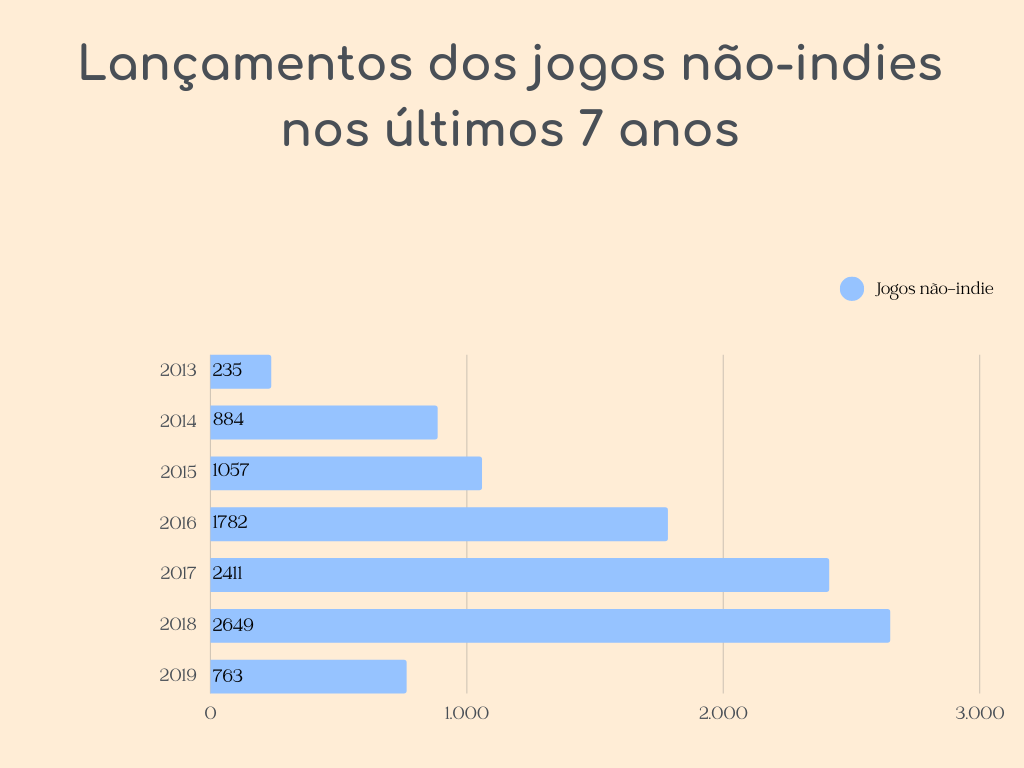 Lançamentos dos jogos não-indies
nos últimos 7 anos
Jogos não-indie
2013 235
2014 884
2015 1057
2016 1782
2017 2411
2018 2649
2019 763
0 1.000 2.000 3.000